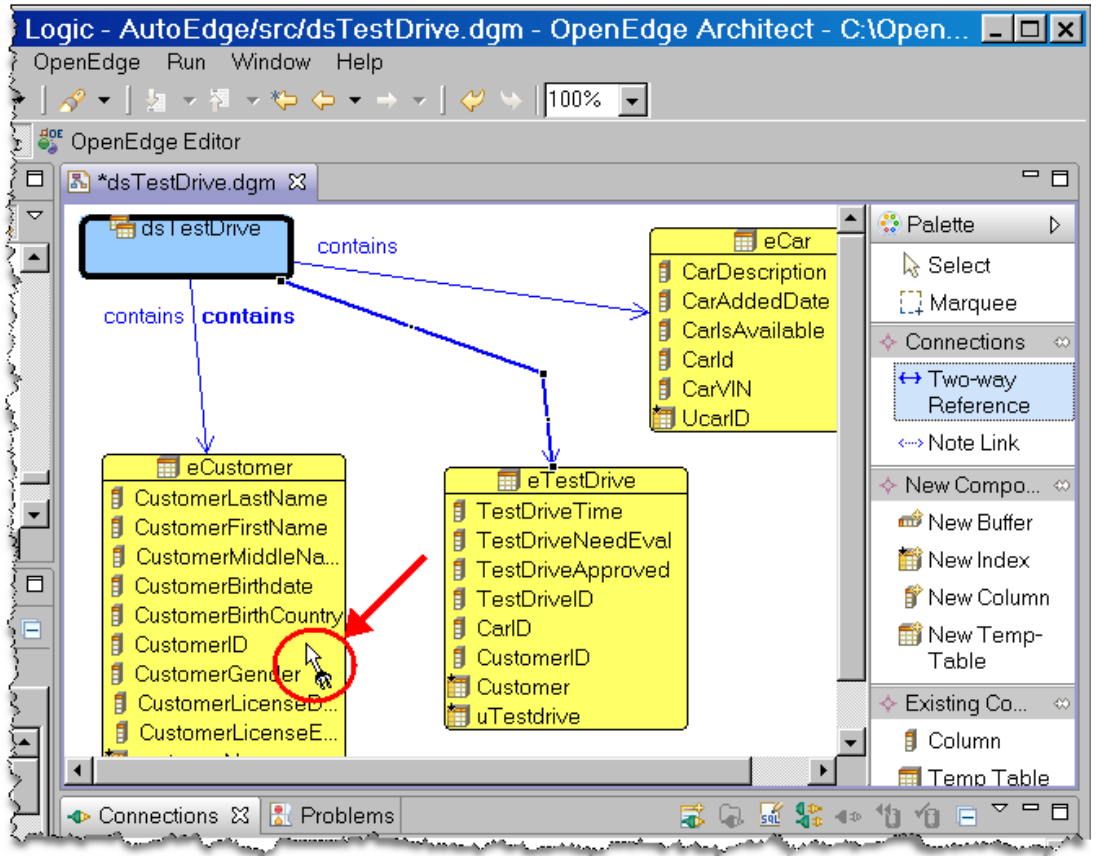 Logic - AutoEdge/src/dsTestDrive.dgm - OpenEdge Architect - C:\Open...
OpenEdge Run Window Help
100%
OpenEdge Editor
*dsTestDrive.dgm
dsTestDrive
contains
contains
contains
eCar
CarDescription
CarAddedDate
CarIsAvailable
CarId
CarVIN
UcarID
eCustomer
CustomerLastName
CustomerFirstName
CustomerMiddleNa...
CustomerBirthdate
CustomerBirthCountry
CustomerID
CustomerGender
CustomerLicenseD...
CustomerLicenseE...
eTestDrive
TestDriveTime
TestDriveNeedEval
TestDriveApproved
TestDriveID
CarID
CustomerID
Customer
uTestdrive
Palette
Select
Marquee
Connections
Two-way
Reference
Note Link
New Compo...
New Buffer
New Index
New Column
New Temp-
Table
Existing Co...
Column
Temp Table
Connections
Problems
SQL